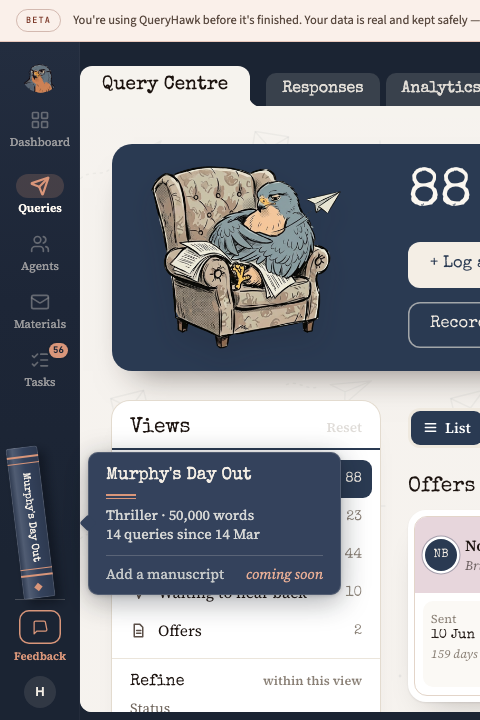 BETA
You're using QueryHawk before it's finished. Your data is real and kept safely —
Query Centre
Responses
Analytics
Dashboard
Queries
Agents
Materials
56
Tasks
88
+ Log a
Recor
Views
Reset
List
Offers
88
23
44
10
Waiting to hear back
Offers
2
Murphy's Day Out
Thriller · 50,000 words
14 queries since 14 Mar
Add a manuscript
coming soon
Murphy's Day Out
NB
No
Bri
Sent
10 Jun
159 days
Refine
within this view
Status
Feedback
H